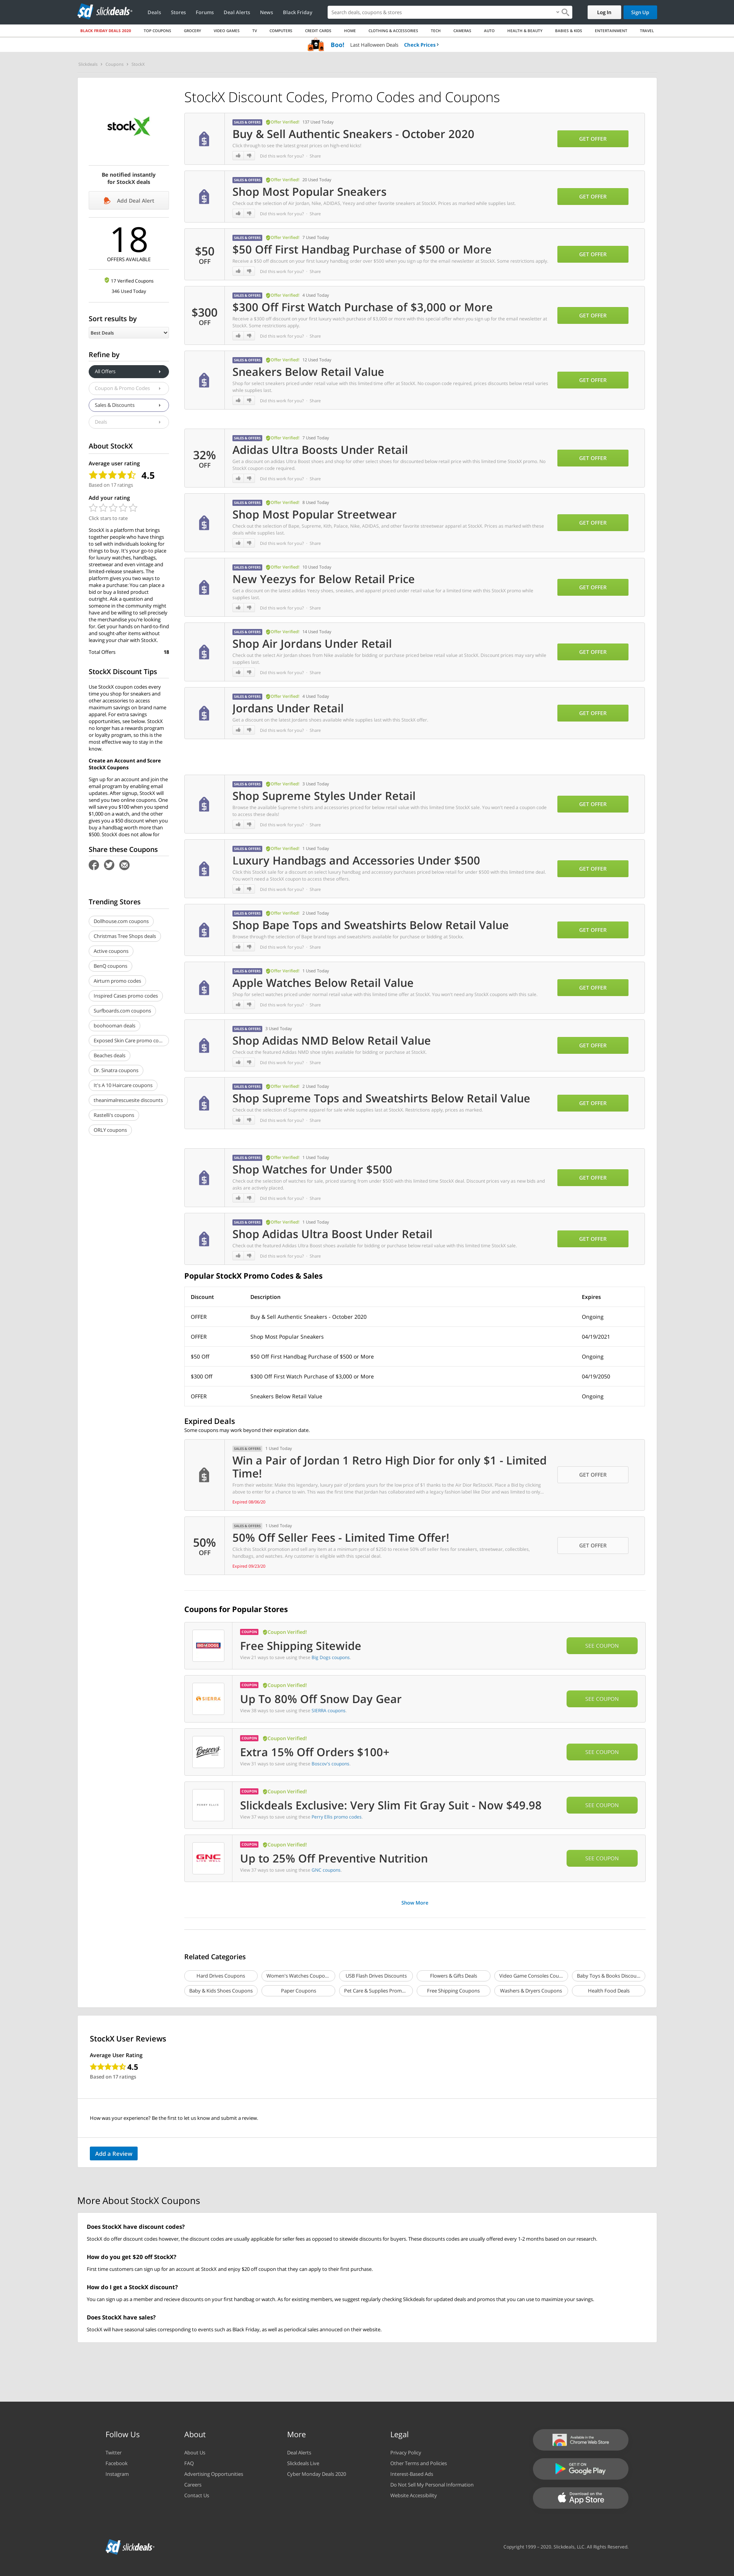 slickdeals
Deals Stores Forums Deal Alerts News Black Friday
Search deals, coupons & stores
Log In Sign Up
BLACK FRIDAY DEALS 2020 TOP COUPONS GROCERY VIDEO GAMES TV COMPUTERS CREDIT CARDS HOME CLOTHING & ACCESSORIES TECH CAMERAS AUTO HEALTH & BEAUTY BABIES & KIDS ENTERTAINMENT TRAVEL
Boo! Last Halloween Deals Check Prices >
Slickdeals > Coupons > StockX
stockX
Be notified instantly
for StockX deals
Add Deal Alert
18
OFFERS AVAILABLE
17 Verified Coupons
346 Used Today
Sort results by
Best Deals
Refine by
All Offers
Coupon & Promo Codes
Sales & Discounts
Deals
About StockX
Average user rating
4.5
Based on 17 ratings
Add your rating
Click stars to rate
StockX is a platform that brings
together people who have things
to sell with individuals looking for
things to buy. It's your go-to place
for luxury watches, handbags,
streetwear and even vintage and
limited-release sneakers. The
platform gives you two ways to
make a purchase: You can place a
bid or buy a listed product
outright. Ask a question and
someone in the community might
have and be willing to sell precisely
the merchandise you're looking
for. Get your hands on hard-to-find
and sought-after items without
leaving your chair with StockX.
Total Offers 18
StockX Discount Tips
Use StockX coupon codes every
time you shop for sneakers and
other accessories to access
maximum savings on brand name
apparel. For extra savings
opportunities, see below. StockX
no longer has a rewards program
or loyalty program, so this is the
most effective way to stay in the
know.
Create an Account and Score
StockX Coupons
Sign up for an account and join the
email program by enabling email
updates. After signup, StockX will
send you two online coupons. One
will save you $100 when you spend
$1,000 on a watch, and the other
gives you a $50 discount when you
buy a handbag worth more than
$500. StockX does not allow for
Share these Coupons
Trending Stores
Dollhouse.com coupons
Christmas Tree Shops deals
Active coupons
BenQ coupons
Airturn promo codes
Inspired Cases promo codes
Surfboards.com coupons
boohooman deals
Exposed Skin Care promo co...
Beaches deals
Dr. Sinatra coupons
It's A 10 Haircare coupons
theanimalrescuesite discounts
Rastelli's coupons
ORLY coupons
StockX Discount Codes, Promo Codes and Coupons
SALES & OFFERS Offer Verified! 137 Used Today
Buy & Sell Authentic Sneakers - October 2020
Click through to see the latest great prices on high-end kicks!
Did this work for you? Share
GET OFFER
SALES & OFFERS Offer Verified! 20 Used Today
Shop Most Popular Sneakers
Check out the selection of Air Jordan, Nike, ADIDAS, Yeezy and other favorite sneakers at StockX. Prices as marked while supplies last.
Did this work for you? Share
GET OFFER
$50
OFF
SALES & OFFERS Offer Verified! 7 Used Today
$50 Off First Handbag Purchase of $500 or More
Receive a $50 off discount on your first luxury handbag order over $500 when you sign up for the email newsletter at StockX. Some restrictions apply.
Did this work for you? Share
GET OFFER
$300
OFF
SALES & OFFERS Offer Verified! 4 Used Today
$300 Off First Watch Purchase of $3,000 or More
Receive a $300 off discount on your first luxury watch purchase of $3,000 or more with this special offer when you sign up for the email newsletter at
StockX. Some restrictions apply.
Did this work for you? Share
GET OFFER
SALES & OFFERS Offer Verified! 12 Used Today
Sneakers Below Retail Value
Shop for select sneakers priced under retail value with this limited time offer at StockX. No coupon code required, prices discounts below retail varies,
while supplies last.
Did this work for you? Share
GET OFFER
32%
OFF
SALES & OFFERS Offer Verified! 7 Used Today
Adidas Ultra Boosts Under Retail
Get a discount on adidas Ultra Boost shoes and shop for other select shoes for discounted below retail price with this limited time StockX promo. No
StockX coupon code required.
Did this work for you? Share
GET OFFER
SALES & OFFERS Offer Verified! 8 Used Today
Shop Most Popular Streetwear
Check out the selection of Bape, Supreme, Kith, Palace, Nike, ADIDAS, and other favorite streetwear apparel at StockX. Prices as marked with these
deals while supplies last.
Did this work for you? Share
GET OFFER
SALES & OFFERS Offer Verified! 10 Used Today
New Yeezys for Below Retail Price
Get a discount on the latest adidas Yeezy shoes, sneakers, and apparel priced under retail value for a limited time with this StockX promo while
supplies last.
Did this work for you? Share
GET OFFER
SALES & OFFERS Offer Verified! 14 Used Today
Shop Air Jordans Under Retail
Check out the select Air Jordan shoes from Nike available for bidding or purchase priced below retail value at StockX. Discount prices may vary while
supplies last.
Did this work for you? Share
GET OFFER
SALES & OFFERS Offer Verified! 4 Used Today
Jordans Under Retail
Get a discount on the latest Jordans shoes available while supplies last with this StockX offer.
Did this work for you? Share
GET OFFER
SALES & OFFERS Offer Verified! 3 Used Today
Shop Supreme Styles Under Retail
Browse the available Supreme t-shirts and accessories priced for below retail value with this limited time StockX sale. You won't need a coupon code
to access these deals!
Did this work for you? Share
GET OFFER
SALES & OFFERS Offer Verified! 1 Used Today
Luxury Handbags and Accessories Under $500
Click this StockX sale for a discount on select luxury handbag and accessory purchases priced below retail for under $500 with this limited time deal.
You won't need a StockX coupon to access these offers.
Did this work for you? Share
GET OFFER
SALES & OFFERS Offer Verified! 2 Used Today
Shop Bape Tops and Sweatshirts Below Retail Value
Browse through the selection of Bape brand tops and sweatshirts available for purchase or bidding at Stockx.
Did this work for you? Share
GET OFFER
SALES & OFFERS Offer Verified! 1 Used Today
Apple Watches Below Retail Value
Shop for select watches priced under normal retail value with this limited time offer at StockX. You won't need any StockX coupons with this sale.
Did this work for you? Share
GET OFFER
SALES & OFFERS 5 Used Today
Shop Adidas NMD Below Retail Value
Check out the featured Adidas NMD shoe styles available for bidding or purchase at StockX.
Did this work for you? Share
GET OFFER
SALES & OFFERS Offer Verified! 2 Used Today
Shop Supreme Tops and Sweatshirts Below Retail Value
Check out the selection of Supreme apparel for sale while supplies last at StockX. Restrictions apply, prices as marked.
Did this work for you? Share
GET OFFER
SALES & OFFERS Offer Verified! 1 Used Today
Shop Watches for Under $500
Check out the selection of watches for sale, priced starting from under $500 with this limited time StockX deal. Discount prices vary as new-bids and
asks are actively placed.
Did this work for you? Share
GET OFFER
SALES & OFFERS Offer Verified! 1 Used Today
Shop Adidas Ultra Boost Under Retail
Check out the featured Adidas Ultra Boost shoes available for bidding or purchase below retail value with this limited time StockX sale.
Did this work for you? Share
GET OFFER
Popular StockX Promo Codes & Sales
Discount Description Expires
OFFER Buy & Sell Authentic Sneakers - October 2020 Ongoing
OFFER Shop Most Popular Sneakers 04/19/2021
$50 Off $50 Off First Handbag Purchase of $500 or More Ongoing
$300 Off $300 Off First Watch Purchase of $3,000 or More 04/19/2050
OFFER Sneakers Below Retail Value Ongoing
Expired Deals
Some coupons may work beyond their expiration date.
SALES & OFFERS 1 Used Today
Win a Pair of Jordan 1 Retro High Dior for only $1 - Limited
Time!
From their website: Make this legendary, luxury pair of Jordans yours for the low price of $1 thanks to the Air Dior ReStockX. Place a Bid by clicking
above to enter for a chance to win. This was the first time that Jordan has collaborated with a legacy fashion label like Dior and was limited to only...
Expired 08/06/20
GET OFFER
50%
OFF
SALES & OFFERS 1 Used Today
50% Off Seller Fees - Limited Time Offer!
Click this StockX promotion and sell any item at a minimum price of $250 to receive 50% off seller fees for sneakers, streetwear, collectibles,
handbags, and watches. Any customer is eligible with this special deal.
Expired 09/23/20
GET OFFER
Coupons for Popular Stores
BIG DOGS
COUPON Coupon Verified!
Free Shipping Sitewide
View 21 ways to save using these Big Dogs coupons.
SEE COUPON
SIERRA
COUPON Coupon Verified!
Up To 80% Off Snow Day Gear
View 58 ways to save using these SIERRA coupons.
SEE COUPON
Boscov's
COUPON Coupon Verified!
Extra 15% Off Orders $100+
View 31 ways to save using these Boscov's coupons.
SEE COUPON
PERRY ELLIS
COUPON Coupon Verified!
Slickdeals Exclusive: Very Slim Fit Gray Suit - Now $49.98
View 37 ways to save using these Perry Ellis promo codes.
SEE COUPON
GNC
LIVE WELL
COUPON Coupon Verified!
Up to 25% Off Preventive Nutrition
View 37 ways to save using these GNC coupons.
SEE COUPON
Show More
Related Categories
Hard Drives Coupons Women's Watches Coupo... USB Flash Drives Discounts Flowers & Gifts Deals Video Game Consoles Cou... Baby Toys & Books Discou...
Baby & Kids Shoes Coupons Paper Coupons Pet Care & Supplies Prom... Free Shipping Coupons Washers & Dryers Coupons Health Food Deals
StockX User Reviews
Average User Rating
4.5
Based on 17 ratings
How was your experience? Be the first to let us know and submit a review.
Add a Review
More About StockX Coupons
Does StockX have discount codes?
StockX do offer discount codes however, the discount codes are usually applicable for seller fees as opposed to sitewide discounts for buyers. These discounts codes are usually offered every 1-2 months based on our research.
How do you get $20 off StockX?
First time customers can sign up for an account at StockX and enjoy $20 off coupon that they can apply to their first purchase.
How do I get a StockX discount?
You can sign up as a member and recieve discounts on your first handbag or watch. As for existing members, we suggest regularly checking Slickdeals for updated deals and promos that you can use to maximize your savings.
Does StockX have sales?
StockX will have seasonal sales corresponding to events such as Black Friday, as well as periodical sales annouced on their website.
Follow Us
Twitter
Facebook
Instagram
About
About Us
FAQ
Advertising Opportunities
Careers
Contact Us
More
Deal Alerts
Slickdeals Live
Cyber Monday Deals 2020
Legal
Privacy Policy
Other Terms and Policies
Interest-Based Ads
Do Not Sell My Personal Information
Website Accessibility
Available in the
Chrome Web Store
GET IT ON
Google Play
Download on the
App Store
slickdeals
Copyright 1999 - 2020. Slickdeals, LLC. All Rights Reserved.